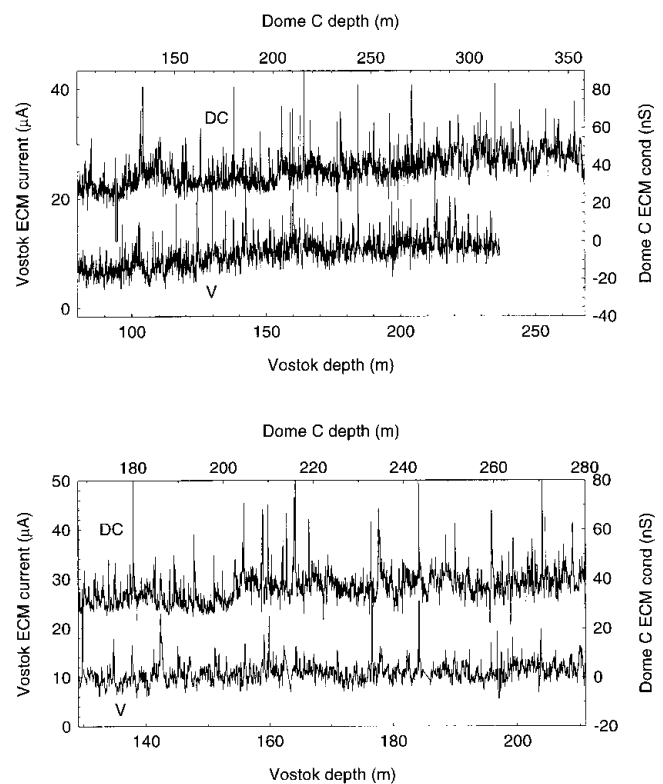 Dome C depth (m)
150 200 250 300 350
40 80
DC 60
Vostok ECM current (μA) 40 Dome C ECM cond (nS)
20 20
0
V -20
0 -40
100 150 200 250
Vostok depth (m)
Dome C depth (m)
180 200 220 240 260 280
50 80
DC
40 60
Vostok ECM current (μA) 30 40 Dome C ECM cond (nS)
20 20
10 0
V
0 -20
140 160 180 200
Vostok depth (m)